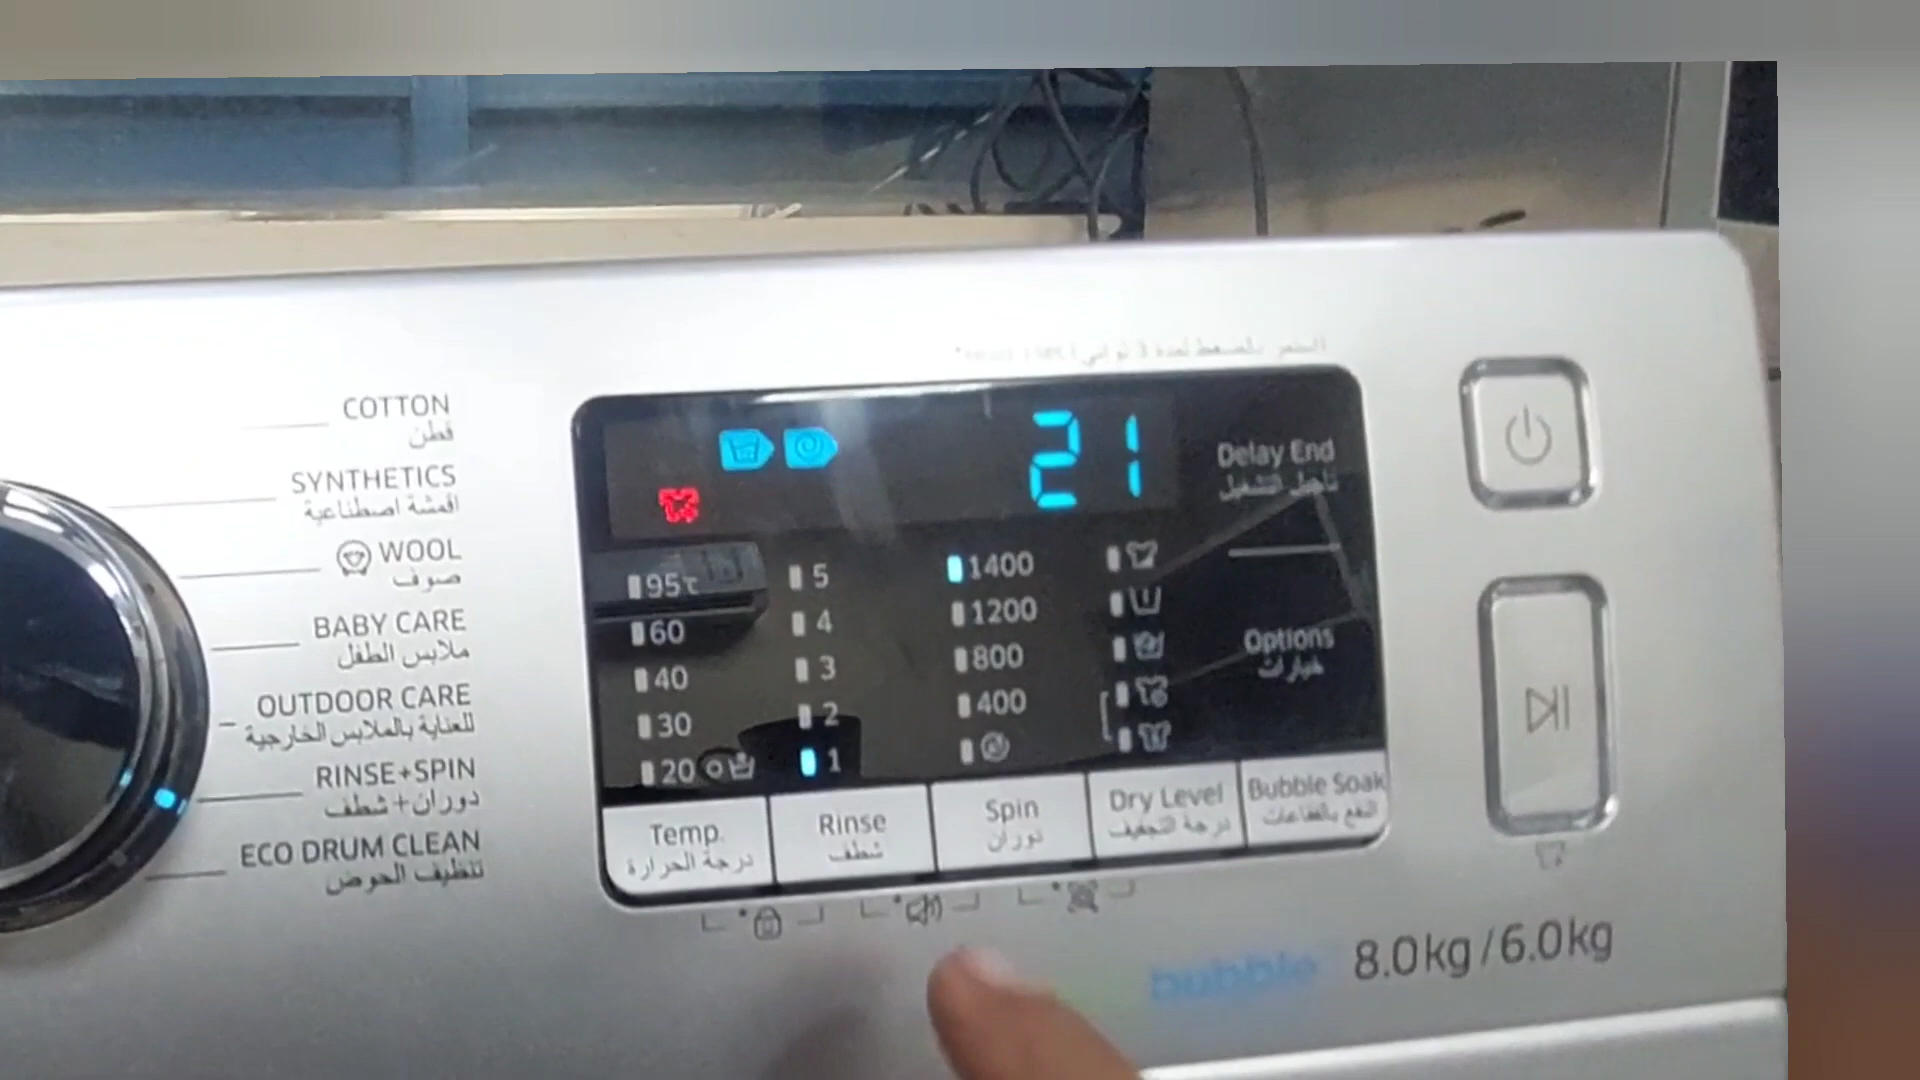 COTTON
قطن
SYNTHETICS
اقمشة اصطناعية
WOOL
صوف
BABY CARE
ملابس الطفل
OUTDOOR CARE
للعناية بالملابس الخارجية
RINSE+SPIN
دوران+شطف
ECO DRUM CLEAN
تنظيف الحوض
21
Delay End
تأجيل التشغيل
95℃ 5 1400
60 4 1200
40 3 800
30 2 400
20 1
Options
خيارات
Temp. Rinse Spin Dry Level Bubble Soak
درجة الحرارة شطف دوران درجة التجفيف النقع بالفقاعات
bubble 8.0kg/6.0kg